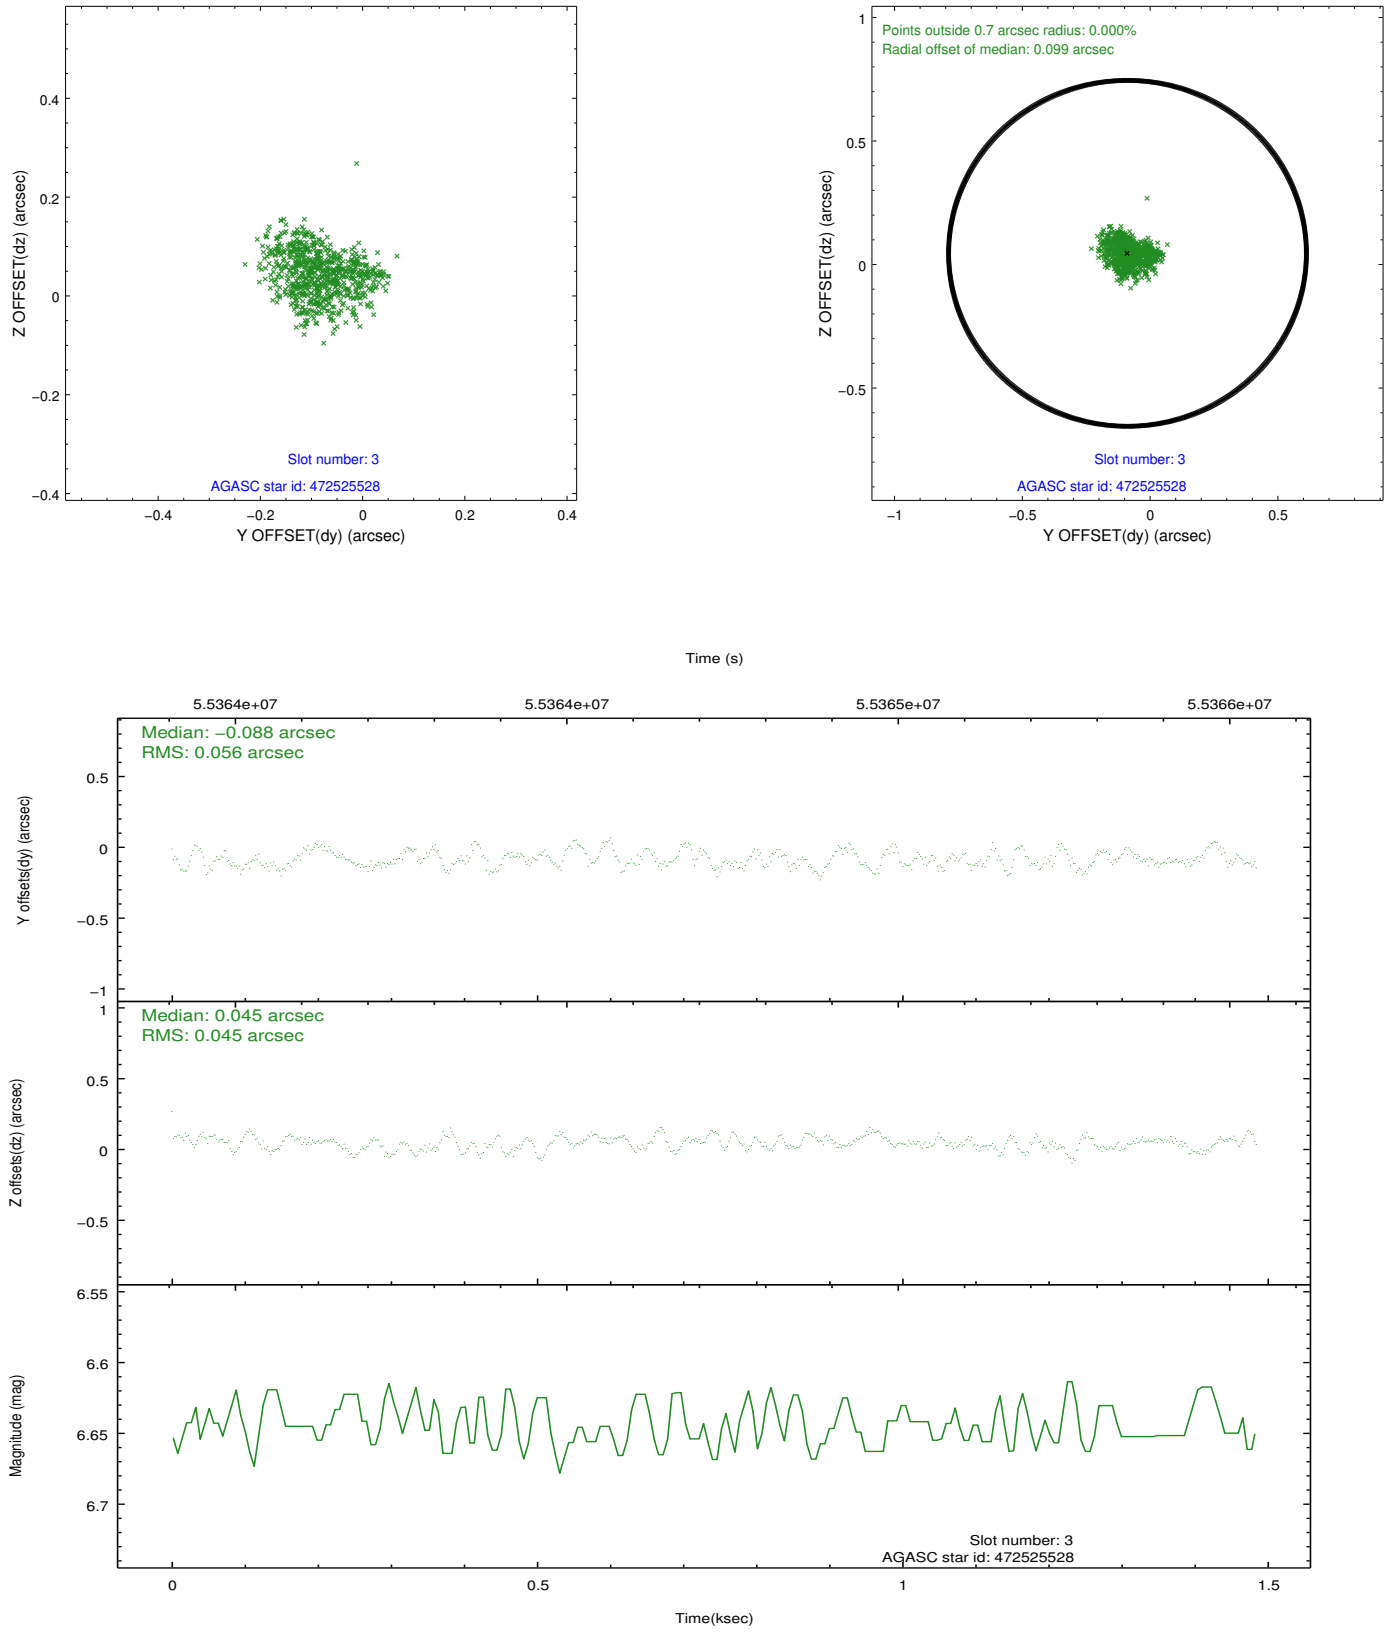 0.4
0.2
0
−0.2
−0.4
Z OFFSET(dz) (arcsec)
Slot number: 3
AGASC star id: 472525528
−0.4
−0.2
0
0.2
0.4
Y OFFSET(dy) (arcsec)
Points outside 0.7 arcsec radius: 0.000%
Radial offset of median: 0.099 arcsec
1
0.5
0
−0.5
Z OFFSET(dz) (arcsec)
Slot number: 3
AGASC star id: 472525528
−1
−0.5
0
0.5
Y OFFSET(dy) (arcsec)
Time (s)
5.5364e+07
5.5364e+07
5.5365e+07
5.5366e+07
Median: −0.088 arcsec
RMS: 0.056 arcsec
0.5
0
−0.5
−1
Y offsets(dy) (arcsec)
Median: 0.045 arcsec
RMS: 0.045 arcsec
1
0.5
0
−0.5
Z offsets(dz) (arcsec)
6.55
6.6
6.65
6.7
Magnitude (mag)
Slot number: 3
AGASC star id: 472525528
0
0.5
1
1.5
Time(ksec)